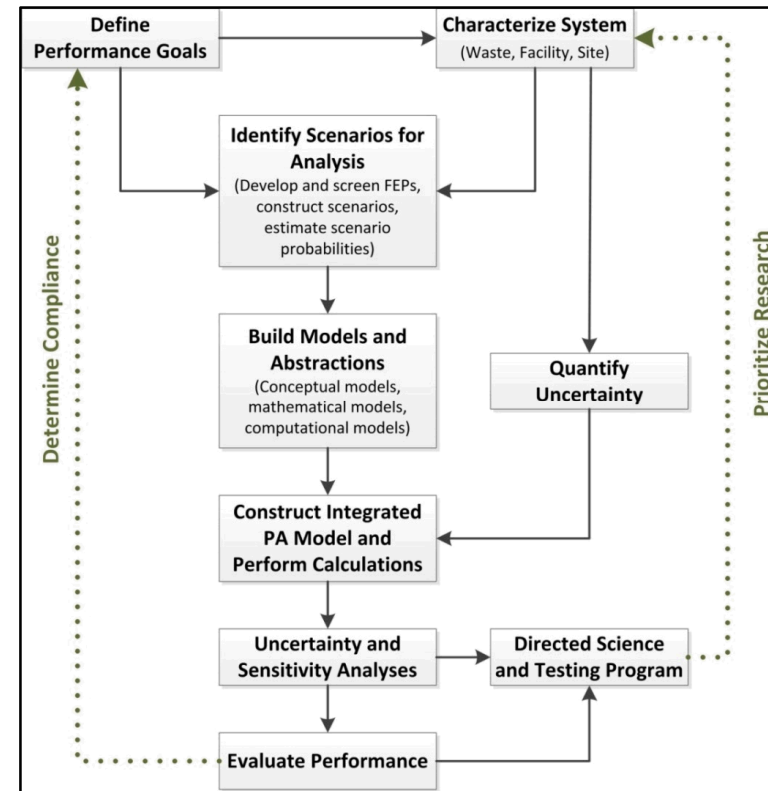 Define
Performance Goals
Characterize System
(Waste, Facility, Site)
Identify Scenarios for
Analysis
(Develop and screen FEPs,
construct scenarios,
estimate scenario
probabilities)
Build Models and
Abstractions
(Conceptual models,
mathematical models,
computational models)
Quantify
Uncertainty
Construct Integrated
PA Model and
Perform Calculations
Uncertainty and
Sensitivity Analyses
Directed Science
and Testing Program
Evaluate Performance
Determine Compliance
Prioritize Research